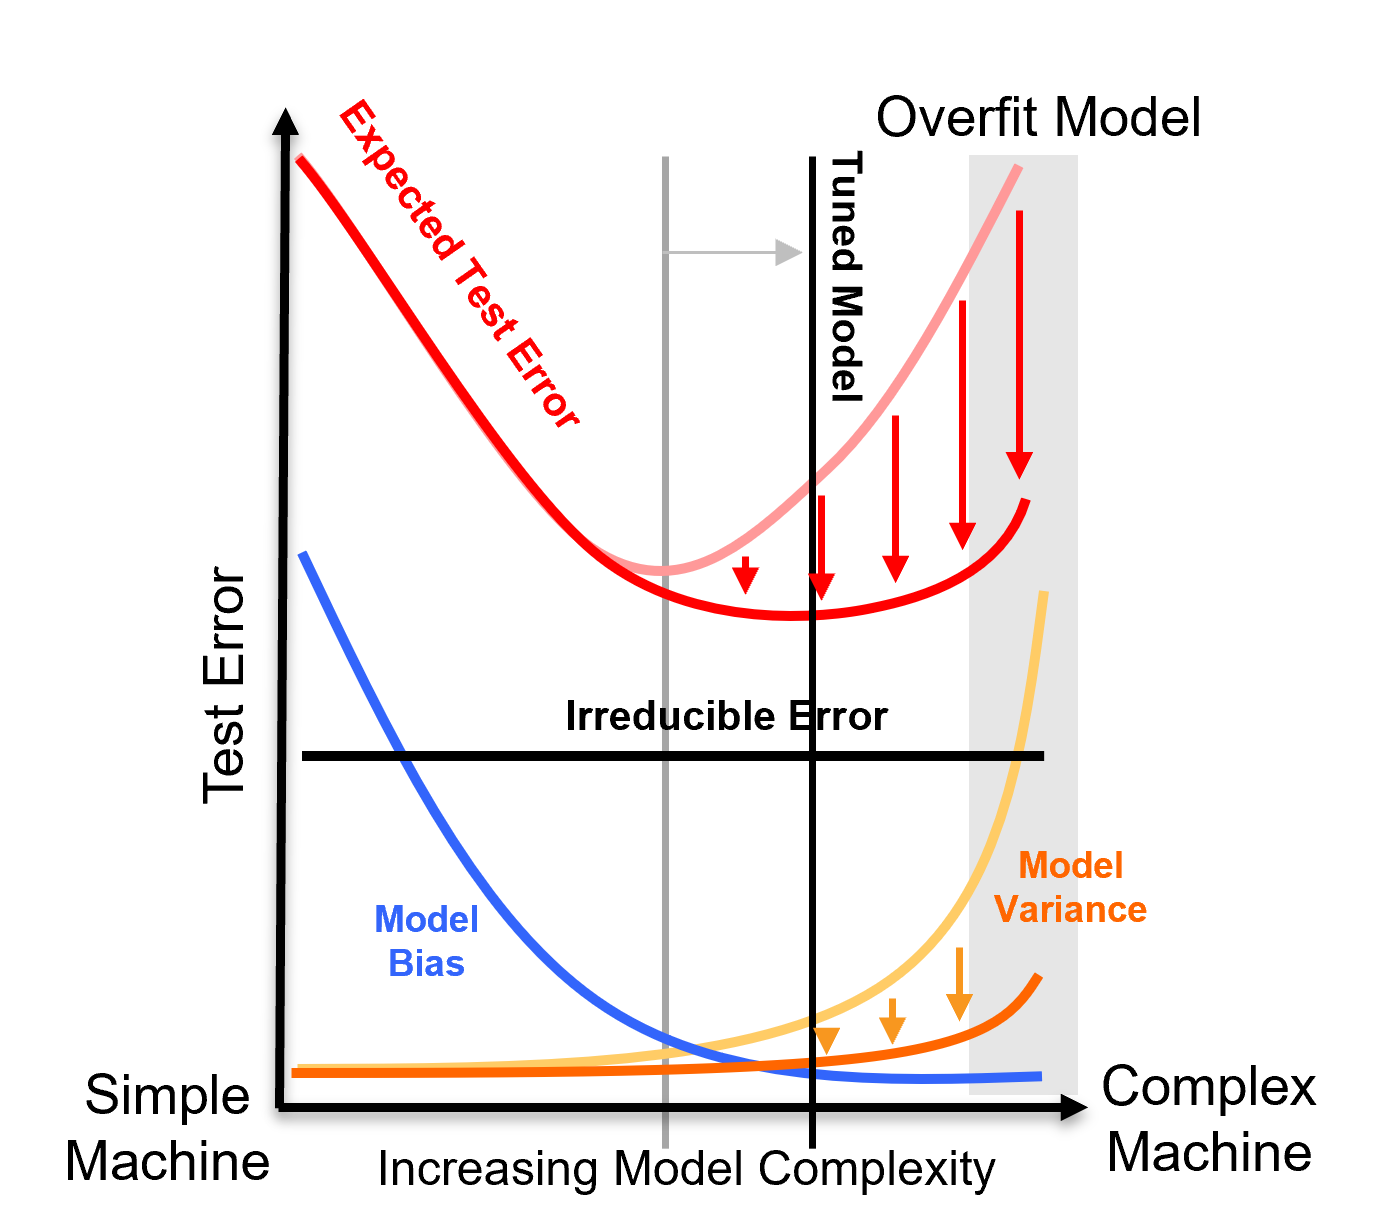 Overfit Model
Expected Test Error
Tuned Model
Test Error
Irreducible Error
Model
Variance
Model
Bias
Simple
Machine
Complex
Machine
Increasing Model Complexity